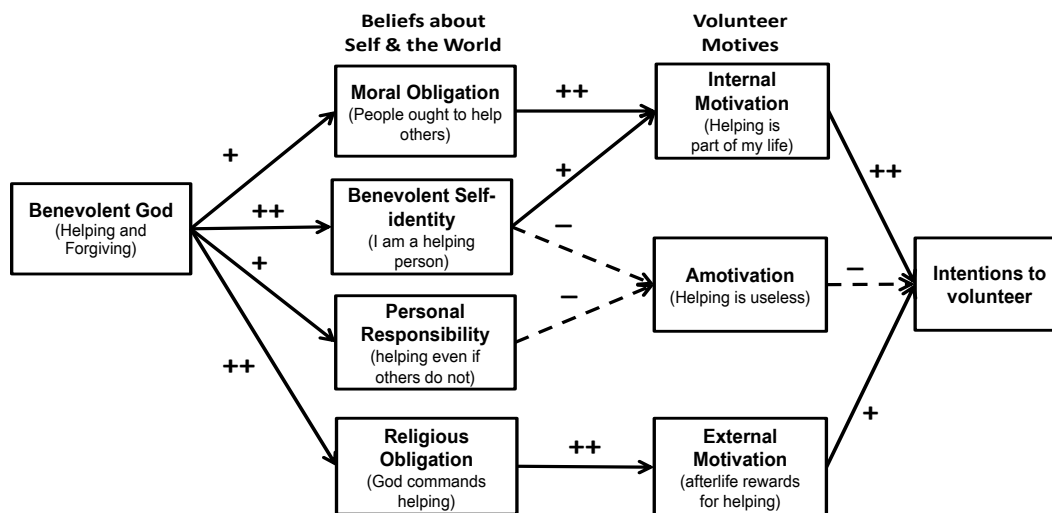 Beliefs about
Self & the World
Volunteer
Motives
Moral Obligation
(People ought to help
others)
++
Internal
Motivation
(Helping is
part of my life)
+
+
++
Benevolent God
(Helping and
Forgiving)
++
Benevolent Self-
identity
(I am a helping
person)
–
Amotivation
(Helping is useless)
–
Intentions to
volunteer
+
–
Personal
Responsibility
(helping even if
others do not)
++
+
Religious
Obligation
(God commands
helping)
++
External
Motivation
(afterlife rewards
for helping)